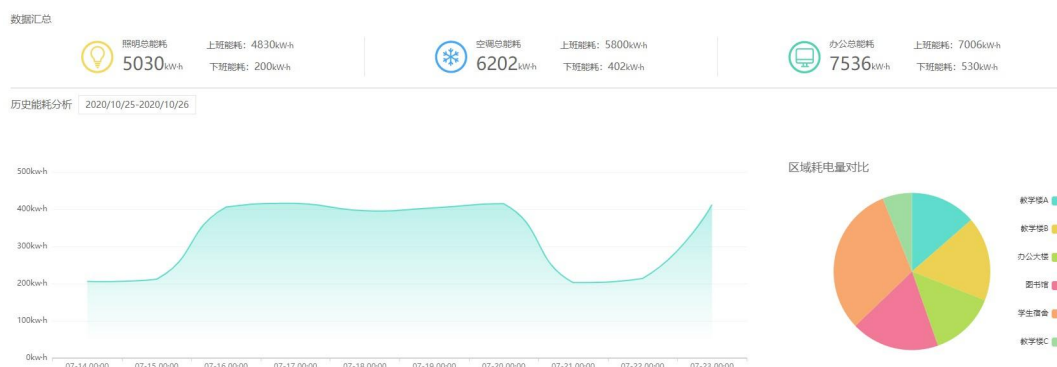 数据汇总
照明总能耗
5030kW·h
上班能耗：4830kW·h
下班能耗：200kW·h
空调总能耗
6202kW·h
上班能耗：5800kW·h
下班能耗：402kW·h
办公总能耗
7536kW·h
上班能耗：7006kW·h
下班能耗：530kW·h
历史能耗分析 2020/10/25-2020/10/26
500kw·h
400kw·h
300kw·h
200kw·h
100kw·h
0kw·h
07-14 00:00 07-15 00:00 07-16 00:00 07-17 00:00 07-18 00:00 07-19 00:00 07-20 00:00 07-21 00:00 07-22 00:00 07-23 00:00
区域耗电量对比
教学楼A
教学楼B
办公大楼
图书馆
学生宿舍
教学楼C